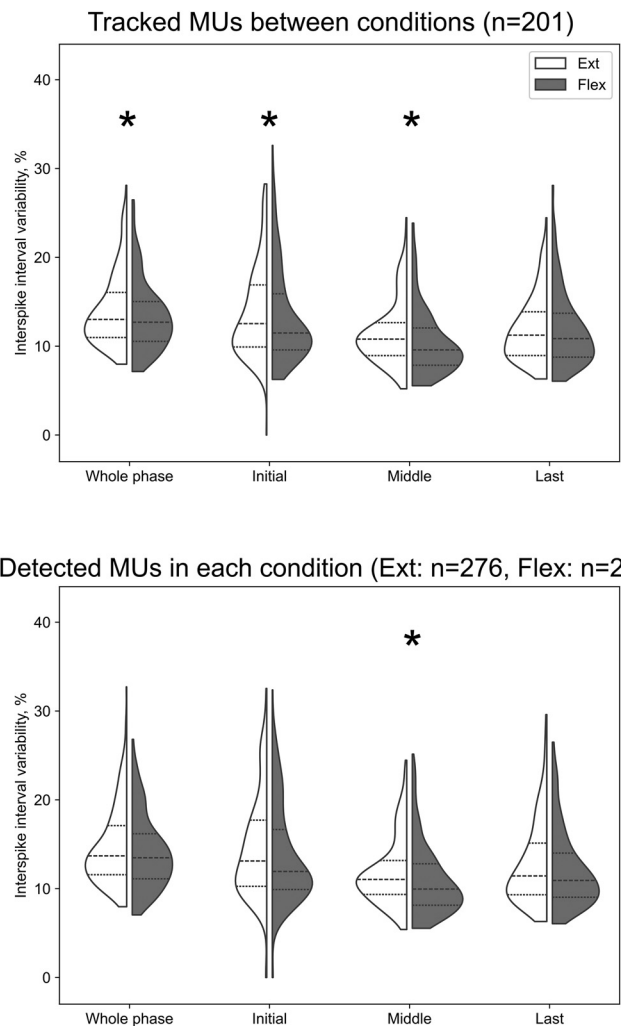 Tracked MUs between conditions (n=201)
Ext
Flex
40
30
20
10
0
Interspike interval variability, %
*
*
*
Whole phase
Initial
Middle
Last
Detected MUs in each condition (Ext: n=276, Flex: n=2
40
30
20
10
0
Interspike interval variability, %
*
Whole phase
Initial
Middle
Last